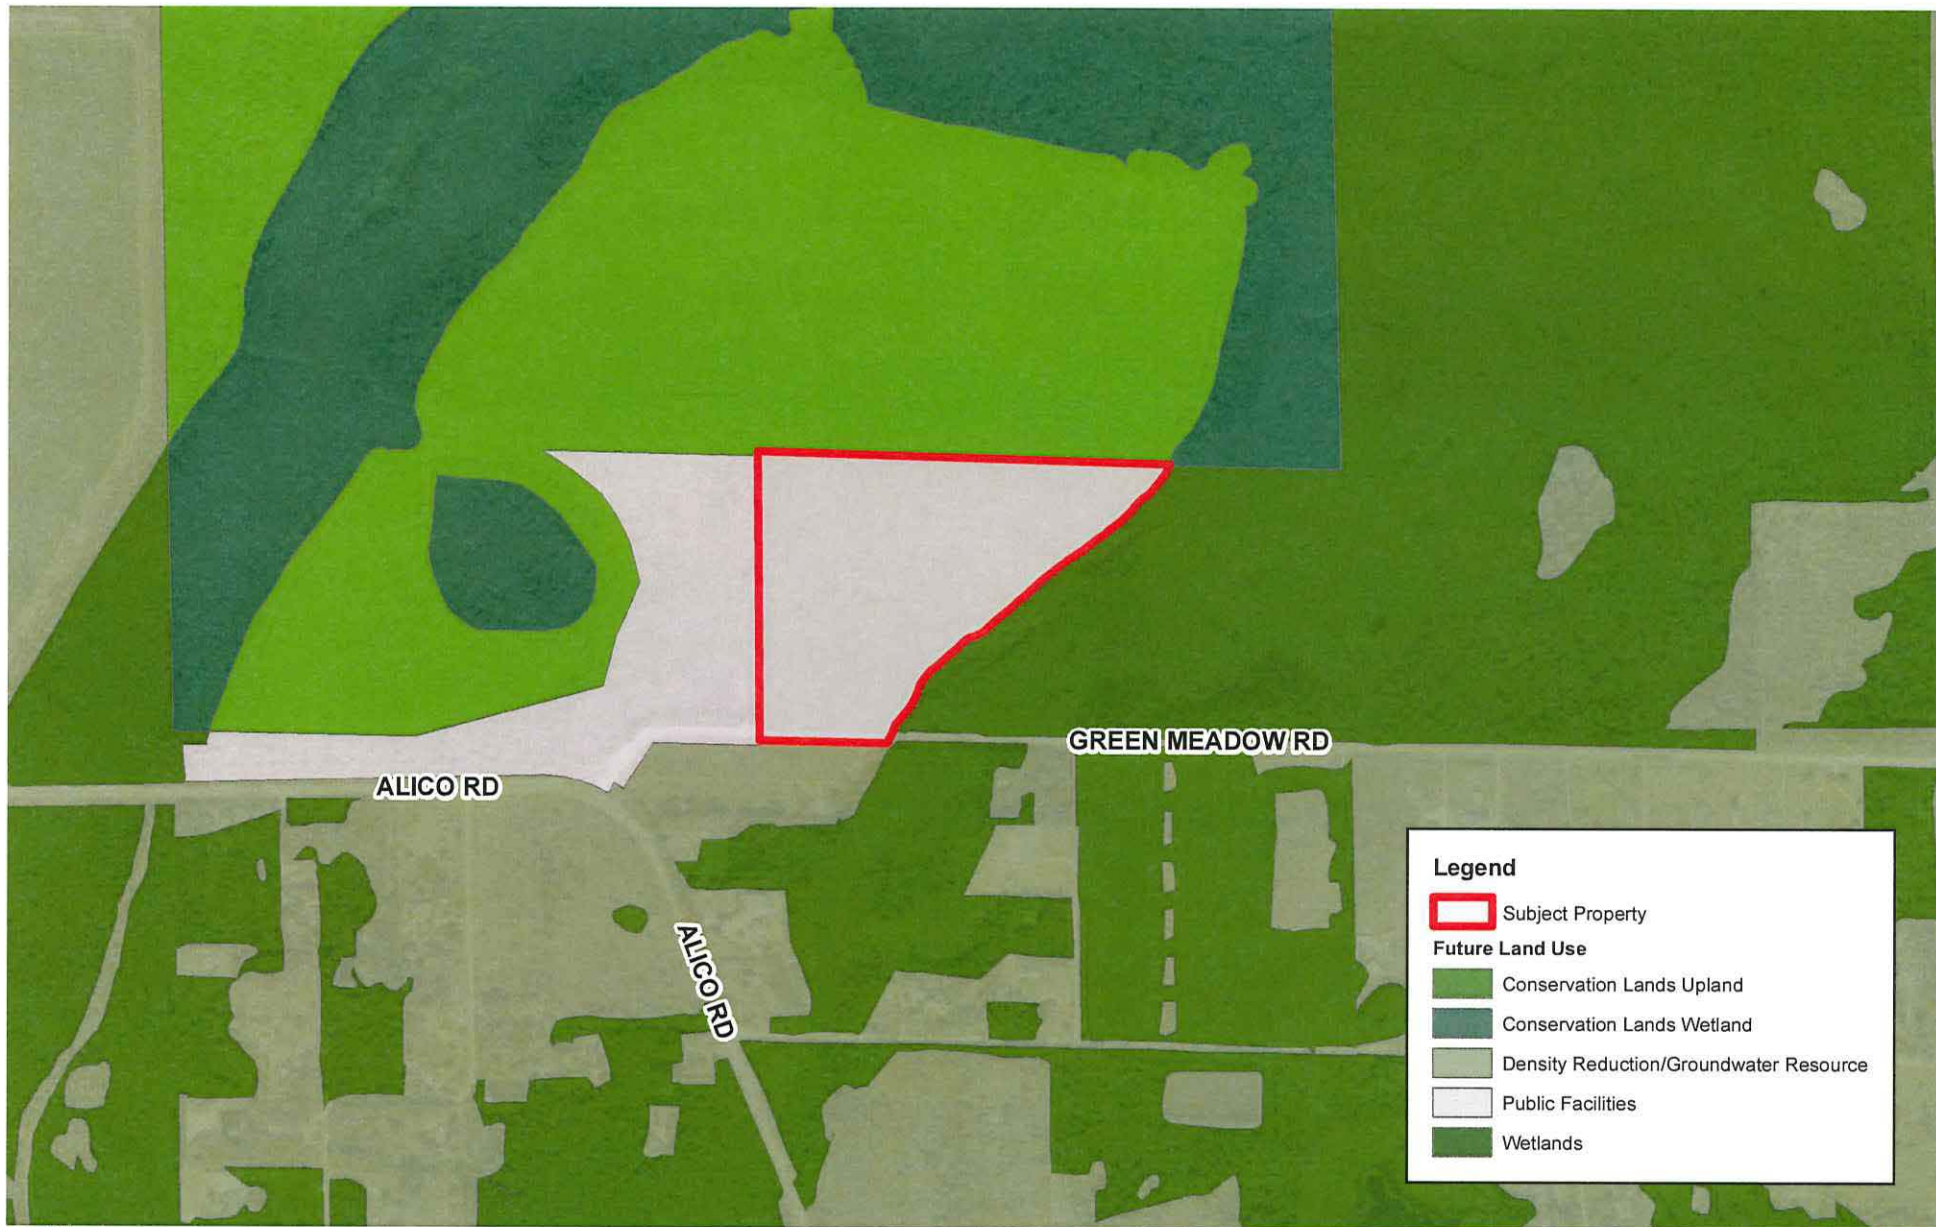 GREEN MEADOW RD
ALICO RD
ALICO RD
Legend
Subject Property
Future Land Use
Conservation Lands Upland
Conservation Lands Wetland
Density Reduction/Groundwater Resource
Public Facilities
Wetlands